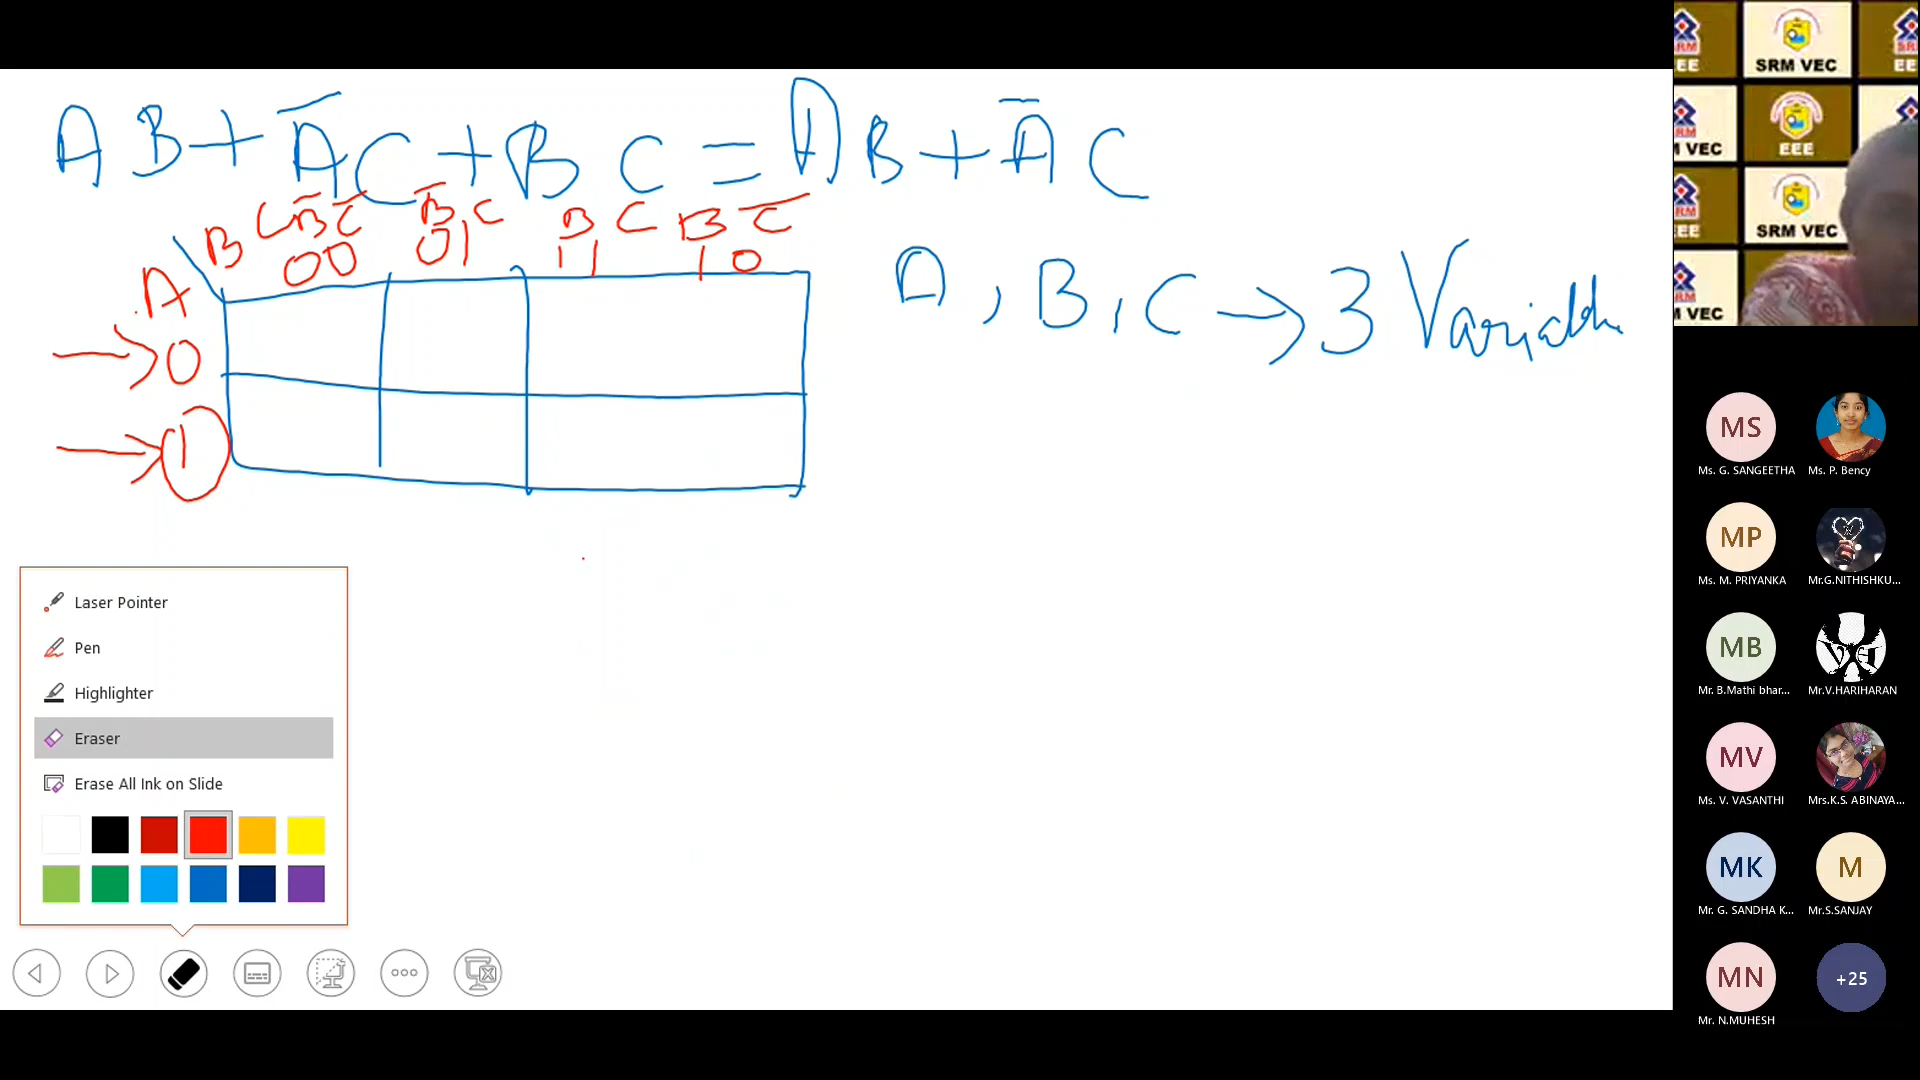 AB + A̅C + BC = AB + A̅C
BC B̅C̅ B̅C BC BC̅
00 01 11 10
A
0
1
A, B, C → 3 Variable
Laser Pointer
Pen
Highlighter
Eraser
Erase All Ink on Slide
SRM VEC
EEE
SRM VEC
MS
Ms. G. SANGEETHA
Ms. P. Bency
MP
Ms. M. PRIYANKA
Mr.G.NITHISHKU...
MB
Mr. B.Mathi bhar...
Mr.V.HARIHARAN
MV
Ms. V. VASANTHI
Mrs.K.S. ABINAYA...
MK
Mr. G. SANDHA K...
M
Mr.S.SANJAY
MN
Mr. N.MUHESH
+25